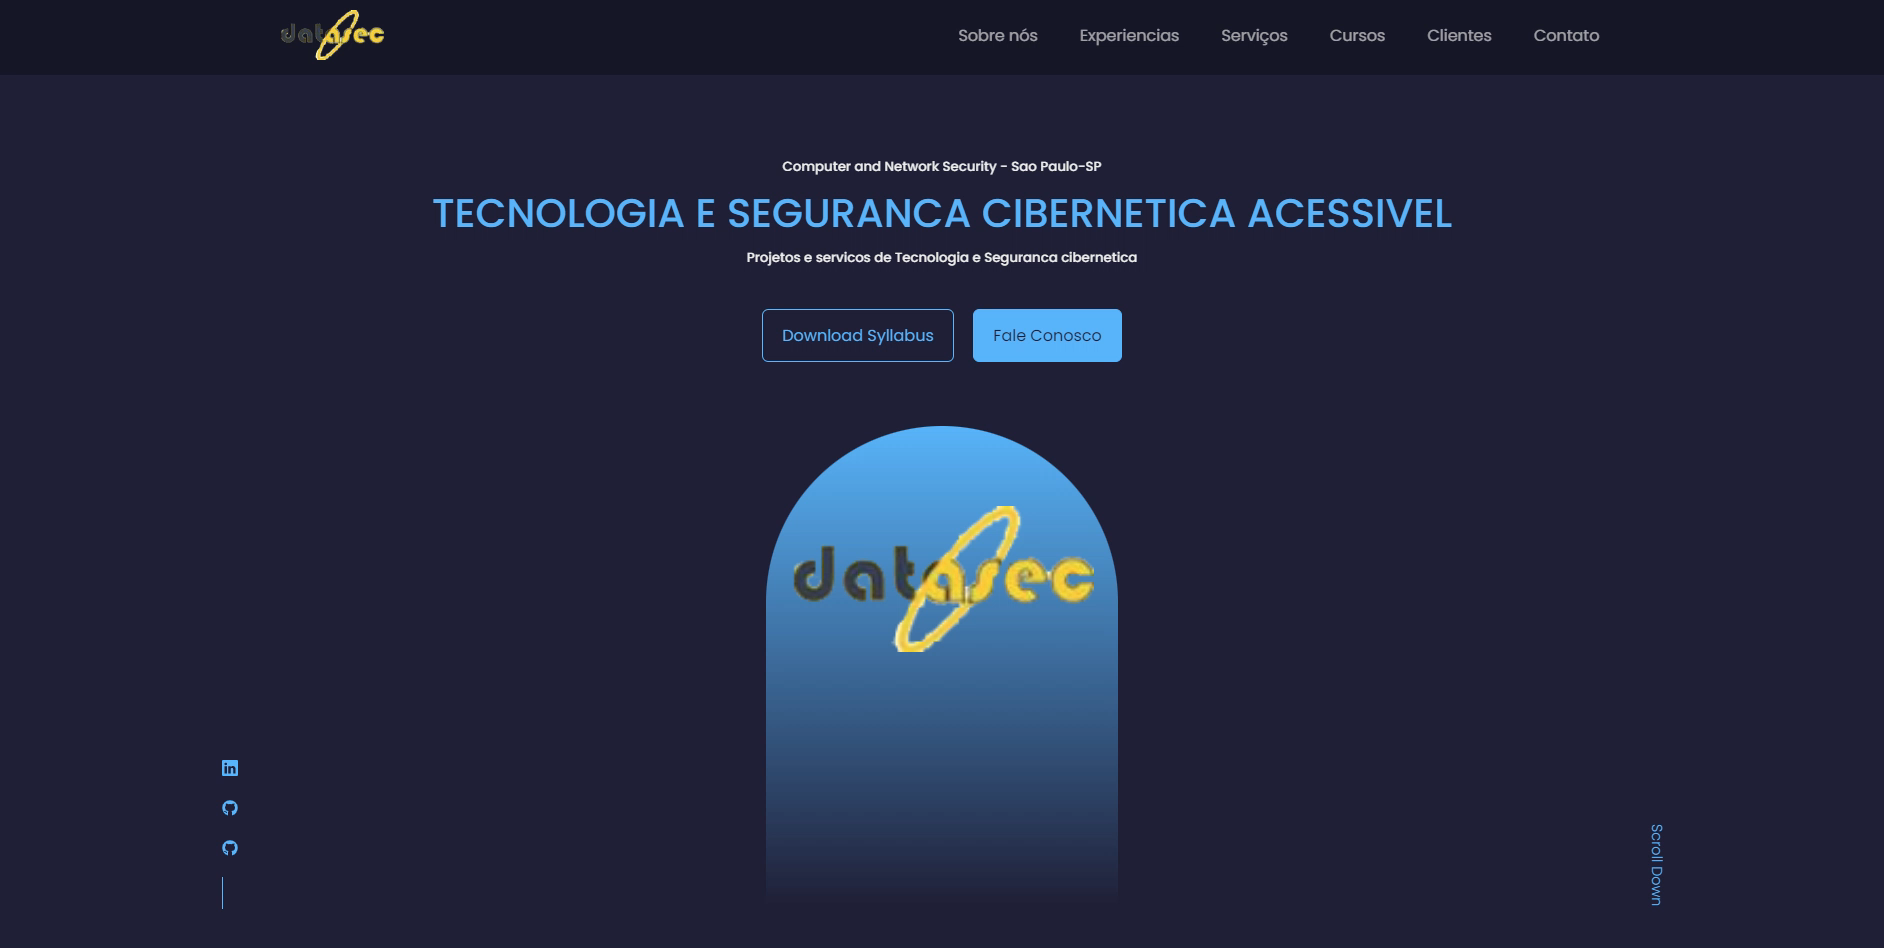 datasec
Sobre nós Experiencias Serviços Cursos Clientes Contato
Computer and Network Security - Sao Paulo-SP
TECNOLOGIA E SEGURANCA CIBERNETICA ACESSIVEL
Projetos e servicos de Tecnologia e Seguranca cibernetica
Download Syllabus Fale Conosco
datasec
in
Scroll Down